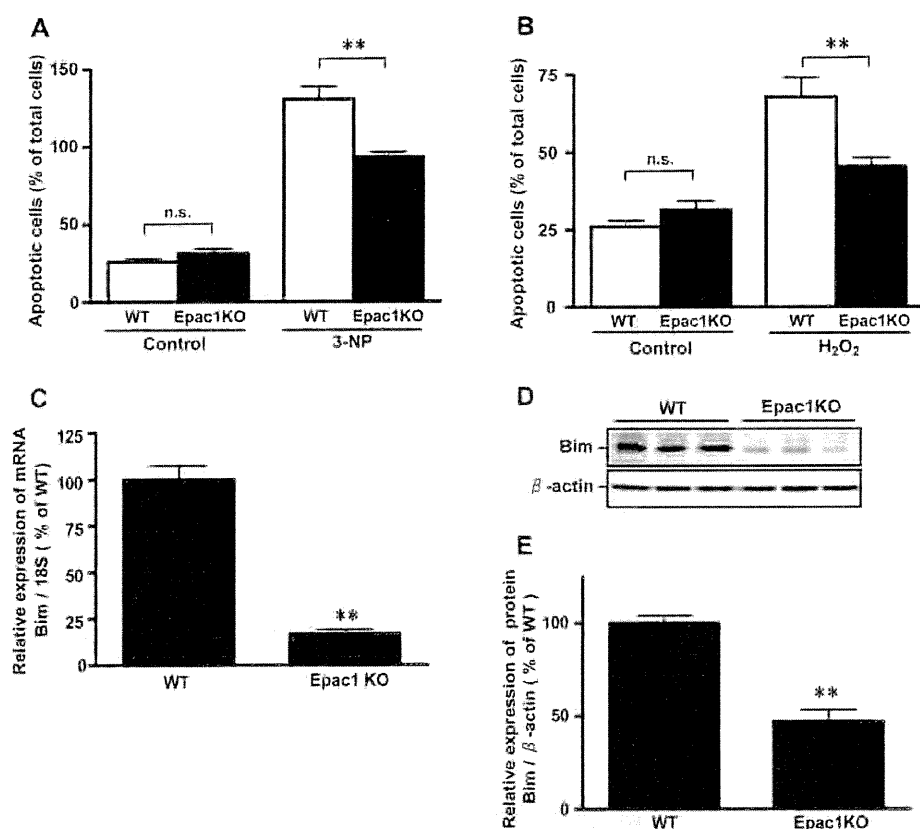 A
Apoptotic cells (% of total cells)
150
100
50
0
n.s.
**
WT
Epac1KO
WT
Epac1KO
Control
3-NP
B
Apoptotic cells (% of total cells)
75
50
25
0
n.s.
**
WT
Epac1KO
WT
Epac1KO
Control
H₂O₂
C
Relative expression of mRNA
Bim / 18S ( % of WT)
125
100
75
50
25
0
**
WT
Epac1 KO
D
WT
Epac1KO
Bim
β-actin
E
Relative expression of protein
Bim / β-actin ( % of WT )
100
50
0
**
WT
Epac1KO